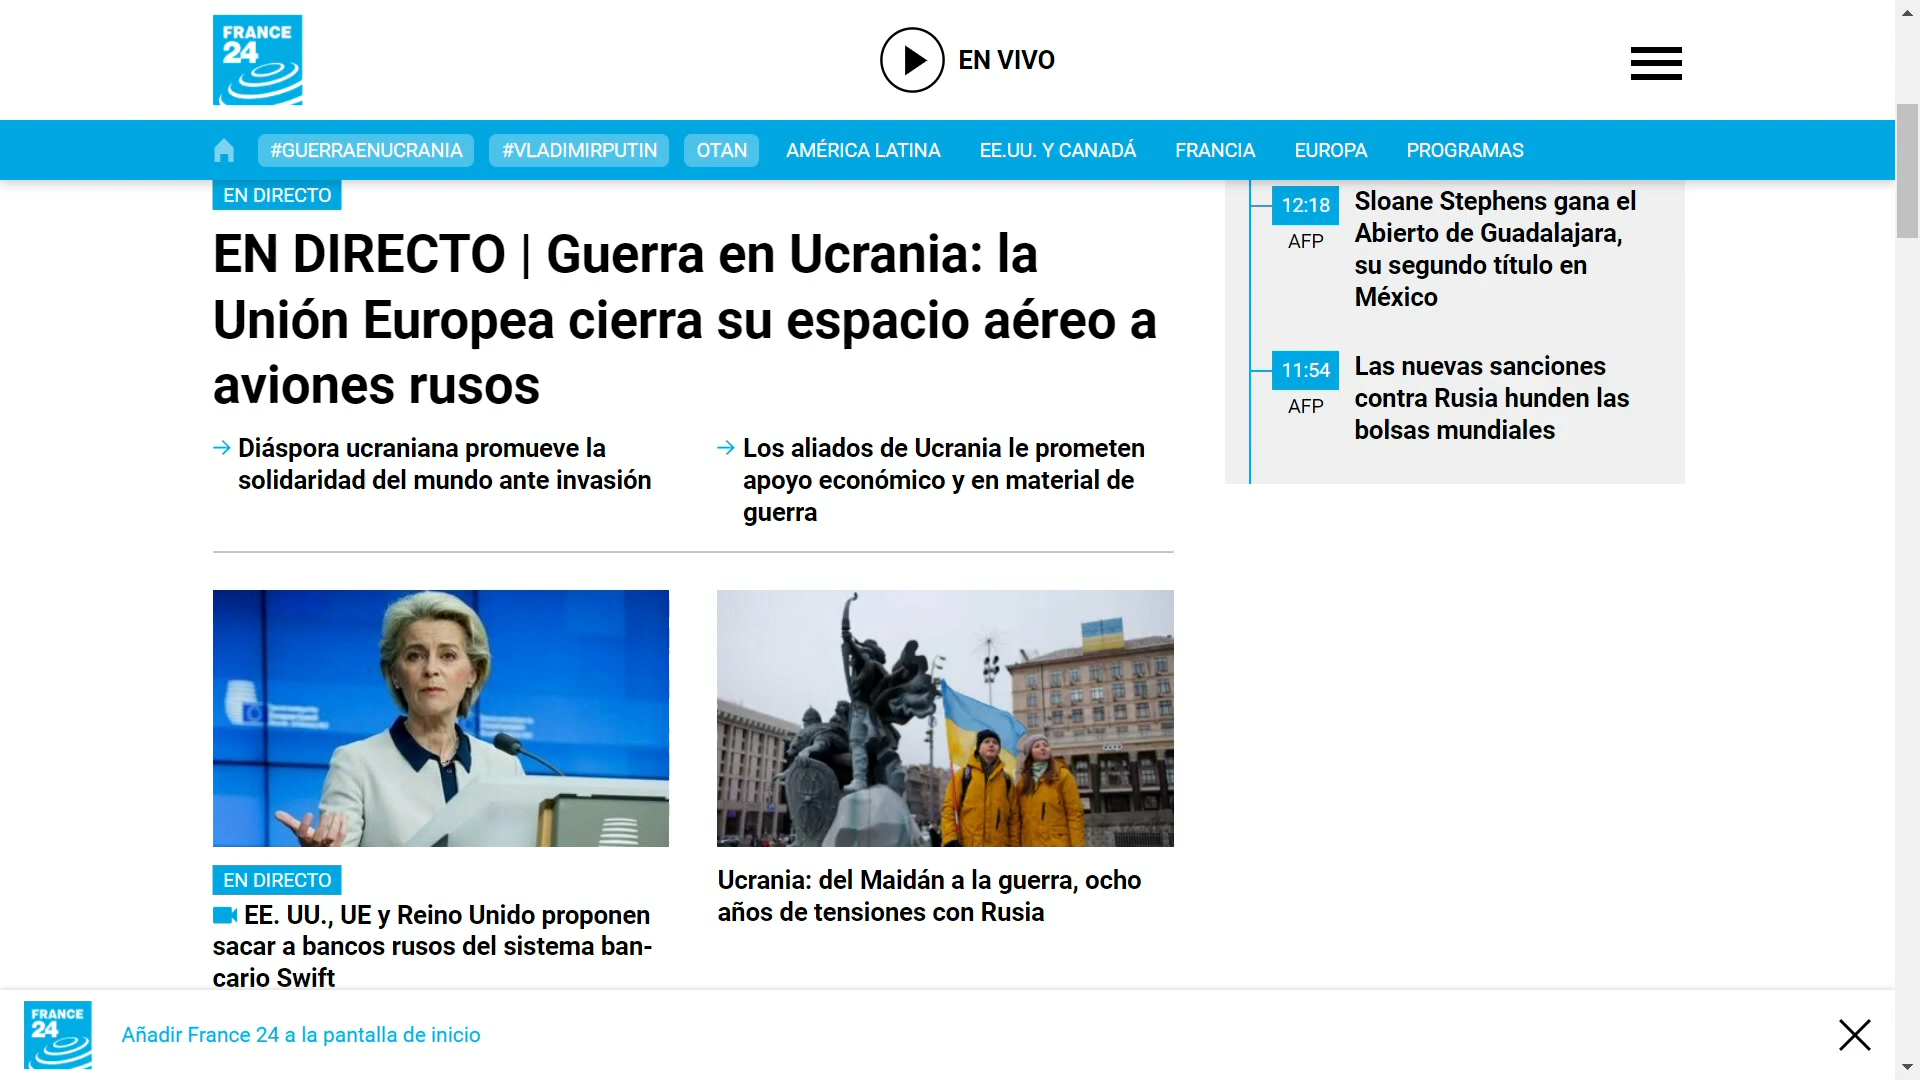 FRANCE
24
EN VIVO
#GUERRAENUCRANIA
#VLADIMIRPUTIN
OTAN
AMÉRICA LATINA
EE.UU. Y CANADÁ
FRANCIA
EUROPA
PROGRAMAS
EN DIRECTO
EN DIRECTO | Guerra en Ucrania: la
Unión Europea cierra su espacio aéreo a
aviones rusos
Diáspora ucraniana promueve la
solidaridad del mundo ante invasión
Los aliados de Ucrania le prometen
apoyo económico y en material de
guerra
12:18
AFP
Sloane Stephens gana el
Abierto de Guadalajara,
su segundo título en
México
11:54
AFP
Las nuevas sanciones
contra Rusia hunden las
bolsas mundiales
EN DIRECTO
EE. UU., UE y Reino Unido proponen
sacar a bancos rusos del sistema ban-
cario Swift
Ucrania: del Maidán a la guerra, ocho
años de tensiones con Rusia
FRANCE
24
Añadir France 24 a la pantalla de inicio